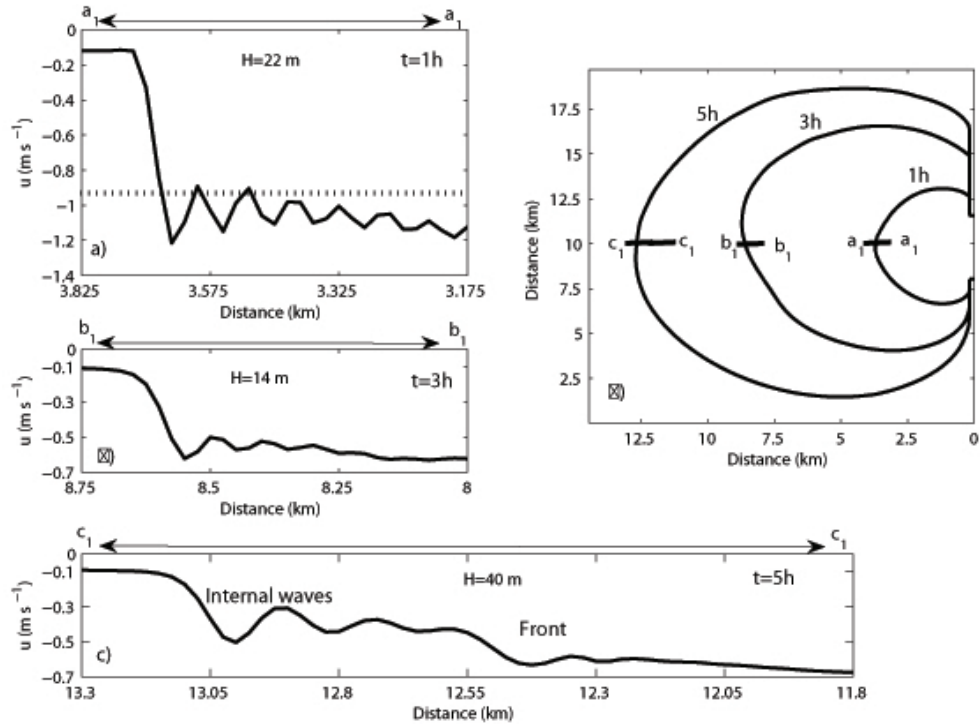 a1 a1
0
−0.2
−0.4
−0.6
−0.8
−1
−1.2
−1.4
u (m s⁻¹)
H=22 m
t=1h
a)
3.825 3.575 3.325 3.175
Distance (km)
b1 b1
0
−0.1
−0.3
−0.5
−0.7
u (m s⁻¹)
H=14 m
t=3h
)
8.75 8.5 8.25 8
Distance (km)
17.5
15
12.5
10
7.5
5
2.5
Distance (km)
5h
3h
1h
c1 c1 b1 b1 a1 a1
)
12.5 10 7.5 5 2.5 0
Distance (km)
c1 c1
0
−0.1
−0.3
−0.5
−0.7
u (m s⁻¹)
H=40 m
t=5h
Internal waves
Front
c)
13.3 13.05 12.8 12.55 12.3 12.05 11.8
Distance (km)